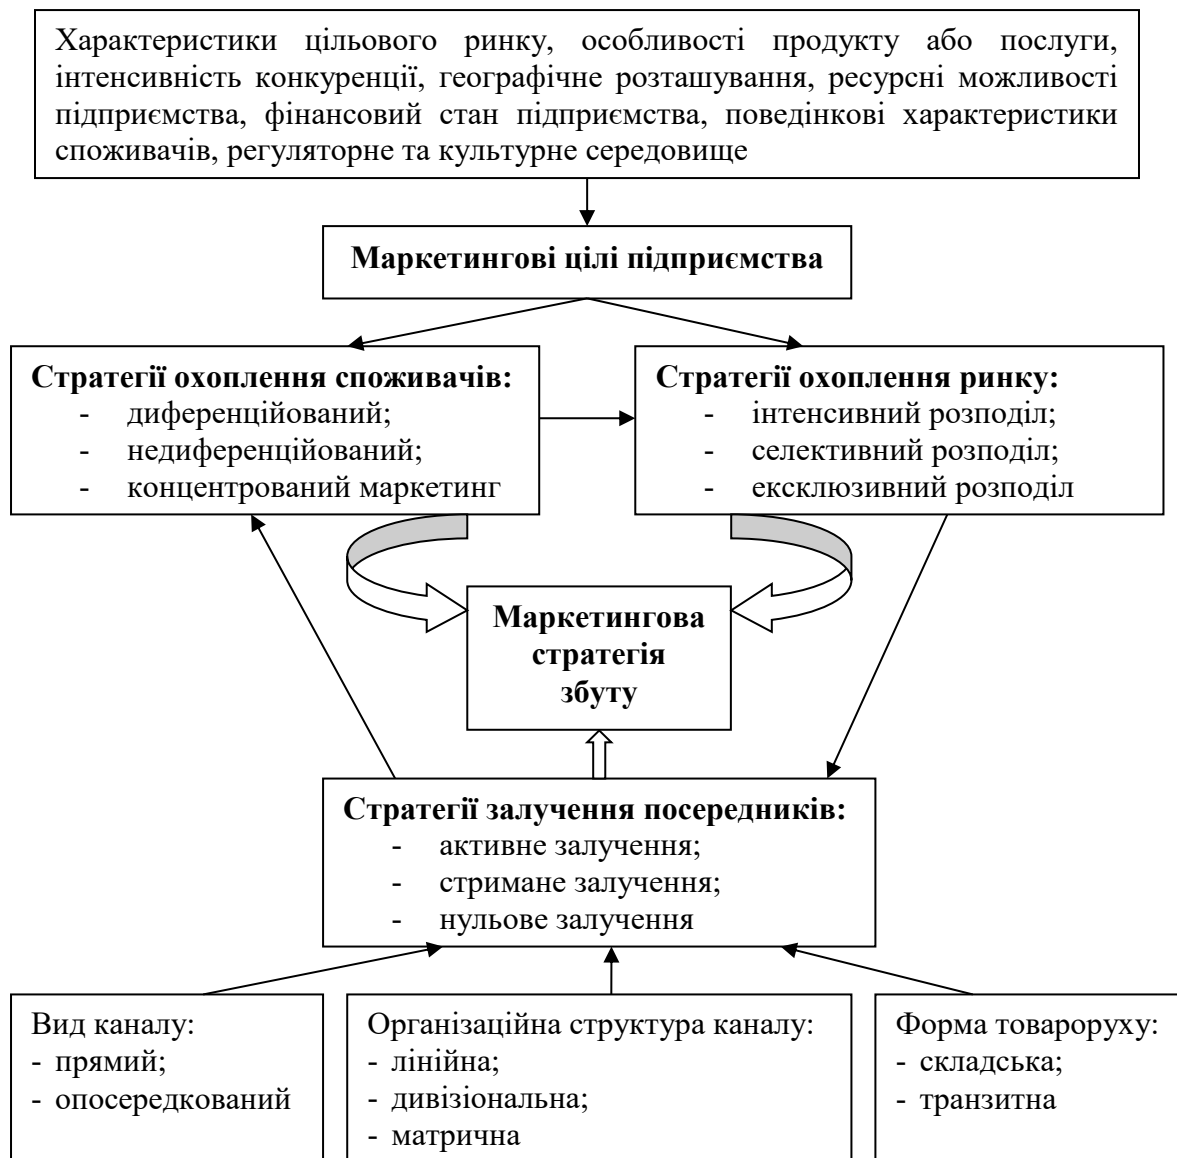 Характеристики цільового ринку, особливості продукту або послуги,
інтенсивність конкуренції, географічне розташування, ресурсні можливості
підприємства, фінансовий стан підприємства, поведінкові характеристики
споживачів, регуляторне та культурне середовище
Маркетингові цілі підприємства
Стратегії охоплення споживачів:
- диференційований;
- недиференційований;
- концентрований маркетинг
Стратегії охоплення ринку:
- інтенсивний розподіл;
- селективний розподіл;
- ексклюзивний розподіл
Маркетингова
стратегія
збуту
Стратегії залучення посередників:
- активне залучення;
- стримане залучення;
- нульове залучення
Вид каналу:
- прямий;
- опосередкований
Організаційна структура каналу:
- лінійна;
- дивізіональна;
- матрична
Форма товароруху:
- складська;
- транзитна